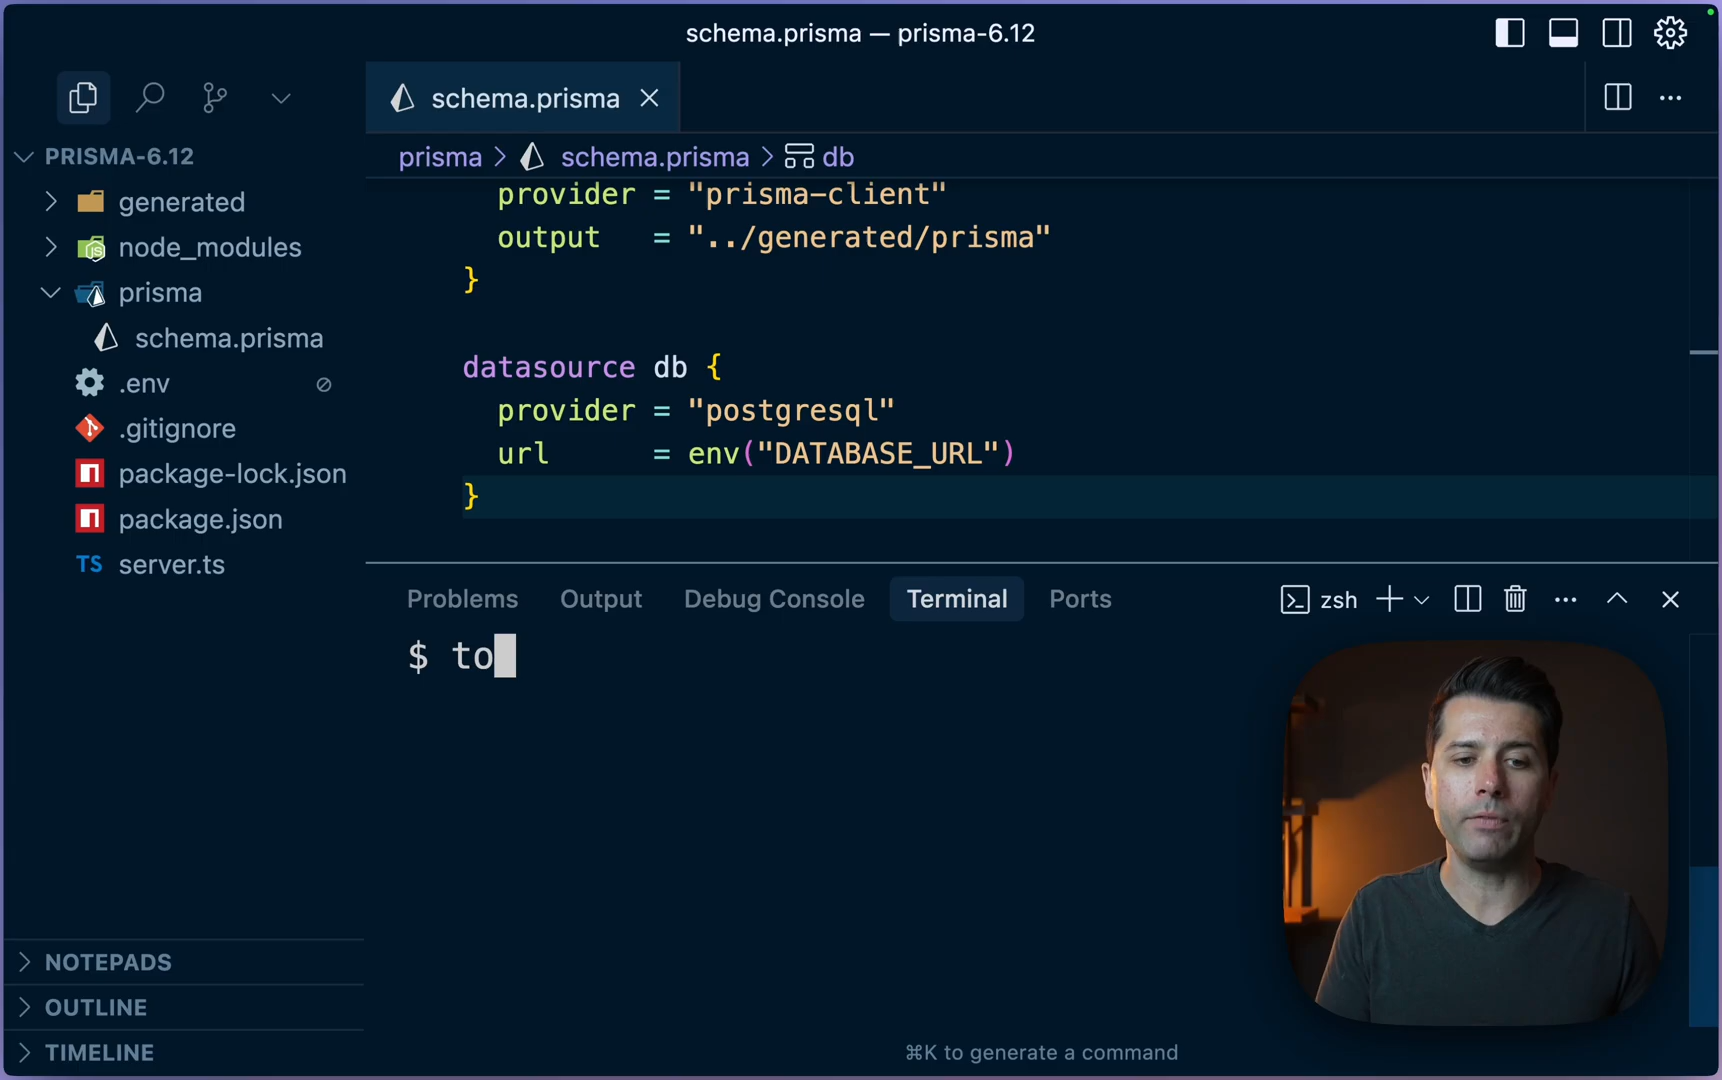 schema.prisma — prisma-6.12
schema.prisma
PRISMA-6.12
generated
node_modules
prisma
schema.prisma
.env
.gitignore
package-lock.json
package.json
TS server.ts
NOTEPADS
OUTLINE
TIMELINE
prisma > schema.prisma > db
provider = "prisma-client"
output = "../generated/prisma"
}
datasource db {
provider = "postgresql"
url = env("DATABASE_URL")
}
Problems Output Debug Console Terminal Ports zsh
$ to
⌘K to generate a command